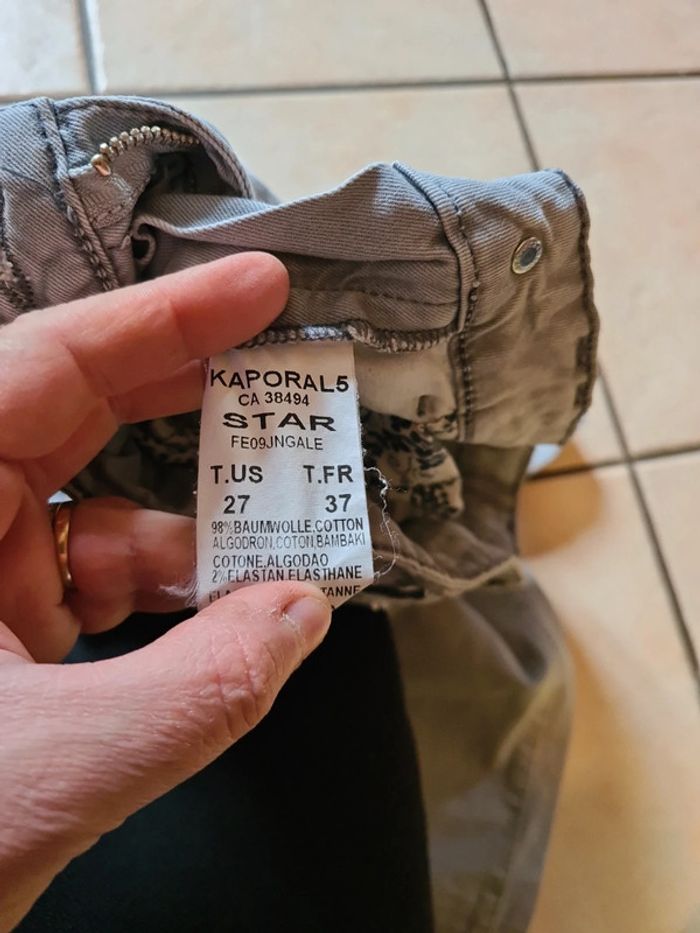 KAPORAL5
CA 38494
STAR
FE09JNGALE
T.US T.FR
27 37
98%BAUMWOLLE.COTTON
ALGODRON.COTON.BAMBAKI
COTONE.ALGODAO
2%ELASTAN.ELASTHANE